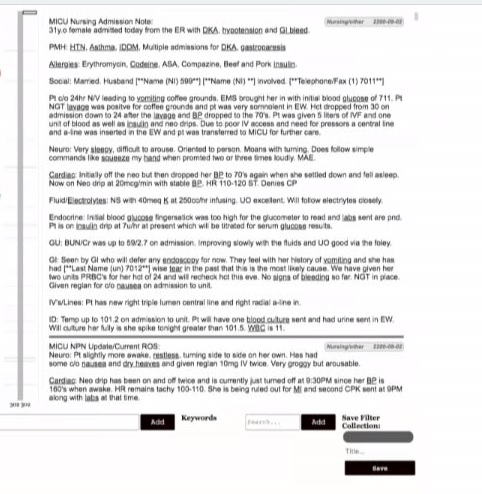 MICU Nursing Admission Note:
Nursing/other
31y.o female admitted today from the ER with DKA, hypotension and GI bleed.
PMH: HTN, Asthma, IDDM, Multiple admissions for DKA, gastroparesis
Allergies: Erythromycin, Codeine, ASA, Compazine, Beef and Pork Insulin.
Social: Married. Husband [**Name (NI) 599**] [**Name (NI) **] involved. [**Telephone/Fax (1) 7011**]
Pt c/o 24hr N/V leading to vomiting coffee grounds. EMS brought her in with initial blood glucose of 711. Pt
NGT lavage was positive for coffee grounds and pt was very somnolent in EW. Hct dropped from 30 on
admission down to 24 after the lavage and BP dropped to the 70's. Pt was given 5 liters of IVF and one
unit of blood as well as insulin and neo drips. Due to poor IV access and need for pressors a central line
and a-line was inserted in the EW and pt was transferred to MICU for further care.
Neuro: Very sleepy, difficult to arouse. Oriented to person. Moans with turning. Does follow simple
commands like squeeze my hand when promted two or three times loudly. MAE.
Cardiac: Initially off the neo but then dropped her BP to 70's again when she settled down and fell asleep.
Now on Neo drip at 20mcg/min with stable BP. HR 110-120 ST. Denies CP
Fluid/Electrolytes: NS with 40meq K at 250cc/hr infusing. UO excellent. Will follow electrlytes closely.
Endocrine: Initial blood glucose fingerstick was too high for the glucometer to read and labs sent are pnd.
Pt is on Insulin drip at 7u/hr at present which will be titrated for serum glucose results.
GU: BUN/Cr was up to 59/2.7 on admission. Improving slowly with the fluids and UO good via the foley.
GI: Seen by GI who will defer any endoscopy for now. They feel with her history of vomiting and she has
had [**Last Name (un) 7012**] wise tear in the past that this is the most likely cause. We have given her
two units PRBC's for her hct of 24 and will recheck hct this eve. No signs of bleeding so far. NGT in place.
Given reglan for c/o nausea on admission to unit.
IV's/Lines: Pt has new right triple lumen central line and right radial a-line in.
ID: Temp up to 101.2 on admission to unit. Pt will have one blood culture sent and had urine sent in EW.
Will culture her fully is she spike tonight greater than 101.5. WBC is 11.
MICU NPN Update/Current ROS:
Nursing/other
Neuro: Pt slightly more awake, restless, turning side to side on her own. Has had
some c/o nausea and dry heaves and given reglan 10mg IV twice. Very groggy but arousable.
Cardiac: Neo drip has been on and off twice and is currently just turned off at 9:30PM since her BP is
160's when awake. HR remains tachy 100-110. She is being ruled out for MI and second CPK sent at 9PM
along with labs at that time.
Add
Keywords
Search...
Add
Save Filter
Collection:
Title...
Save